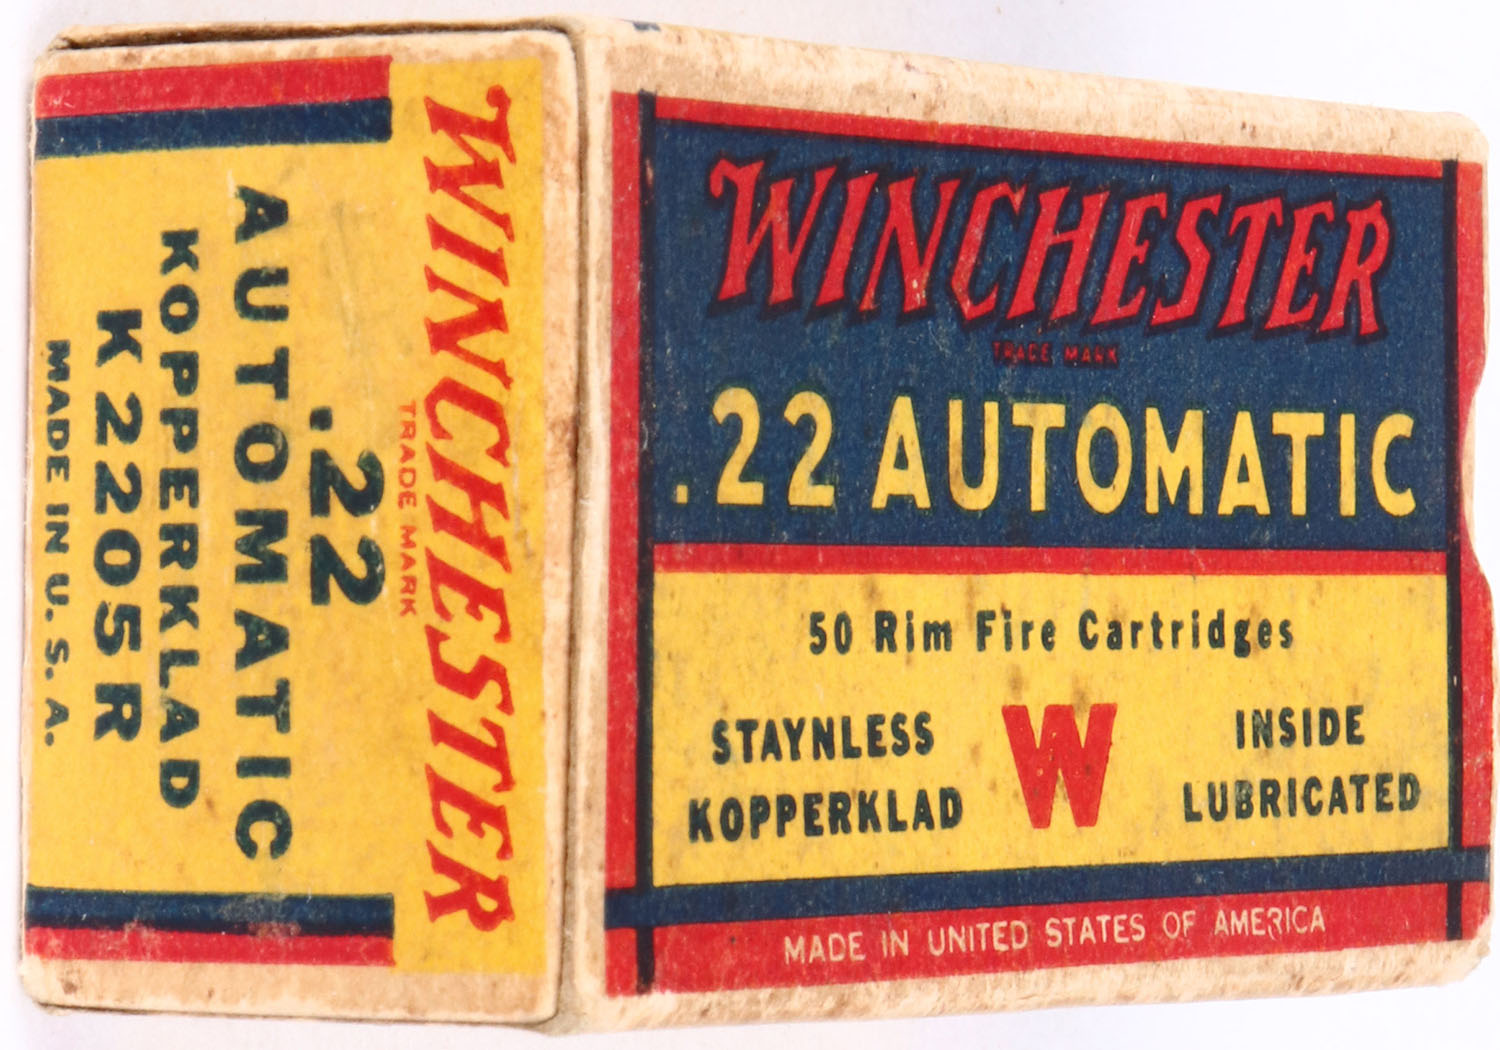 WINCHESTER
TRADE MARK
.22
AUTOMATIC
KOPPERKLAD
K2205R
MADE IN U.S.A.
WINCHESTER
TRADE MARK
.22 AUTOMATIC
50 Rim Fire Cartridges
STAYNLESS
KOPPERKLAD
W
INSIDE
LUBRICATED
MADE IN UNITED STATES OF AMERICA